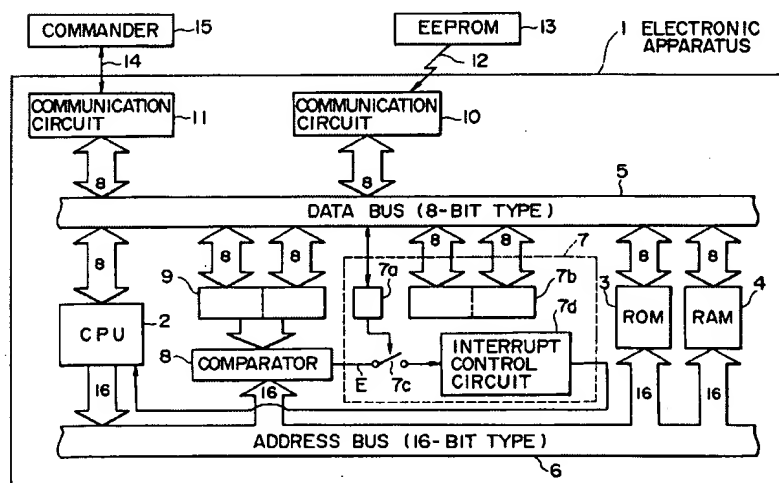 COMMANDER 15
EEPROM 13
1 ELECTRONIC APPARATUS
14
12
COMMUNICATION CIRCUIT 11
COMMUNICATION CIRCUIT 10
8
8
5
DATA BUS (8-BIT TYPE)
8
8
8
8
8
7
8
8
9
7a
7b
CPU 2
3 ROM
RAM 4
7d
8 COMPARATOR
E
7c
INTERRUPT CONTROL CIRCUIT
16
16
16
16
ADDRESS BUS (16-BIT TYPE)
6